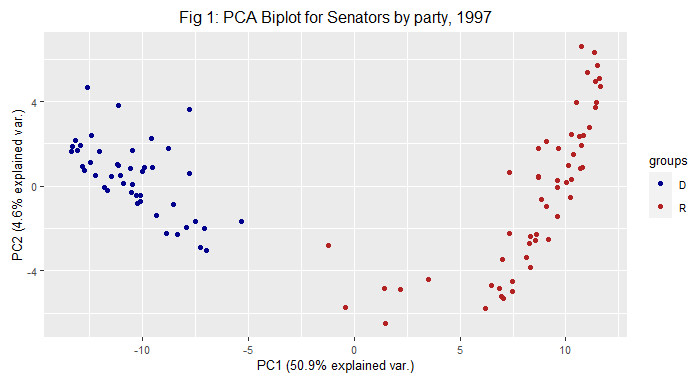 Fig 1: PCA Biplot for Senators by party, 1997
4
0
-4
PC2 (4.6% explained var.)
-10
-5
0
5
10
PC1 (50.9% explained var.)
groups
D
R